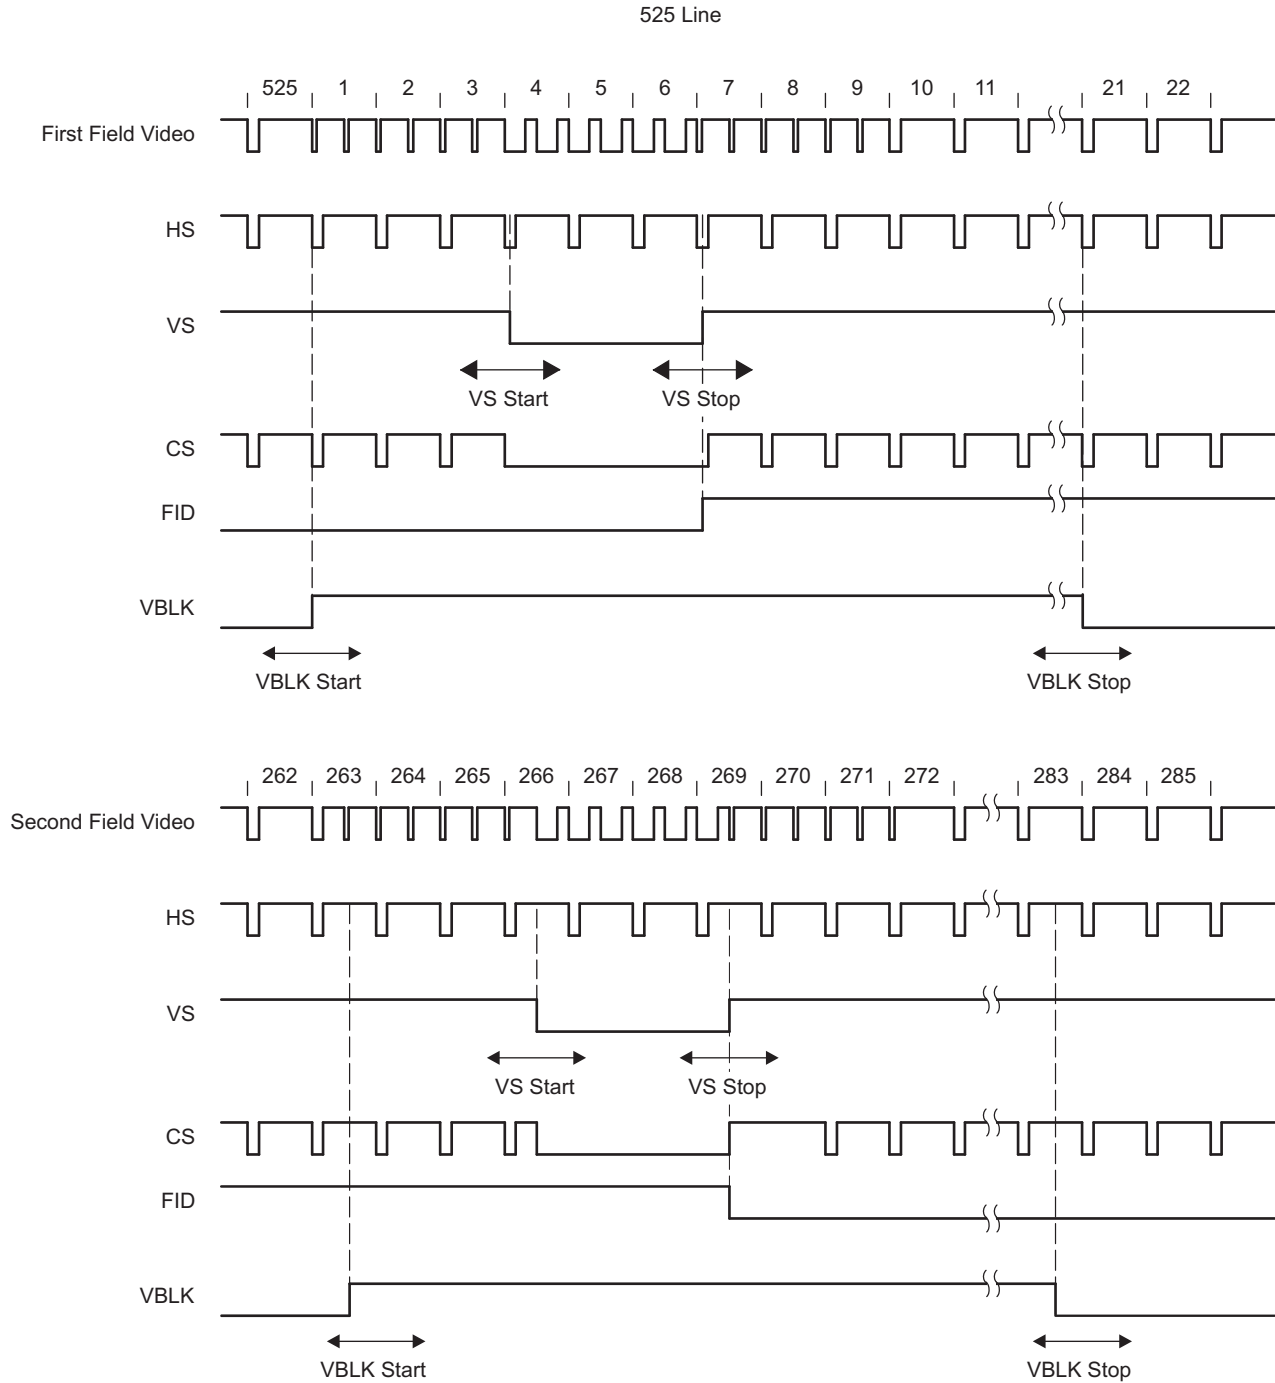 525 Line
525 1 2 3 4 5 6 7 8 9 10 11 21 22
First Field Video
HS
VS
VS Start VS Stop
CS
FID
VBLK
VBLK Start VBLK Stop
262 263 264 265 266 267 268 269 270 271 272 283 284 285
Second Field Video
HS
VS
VS Start VS Stop
CS
FID
VBLK
VBLK Start VBLK Stop